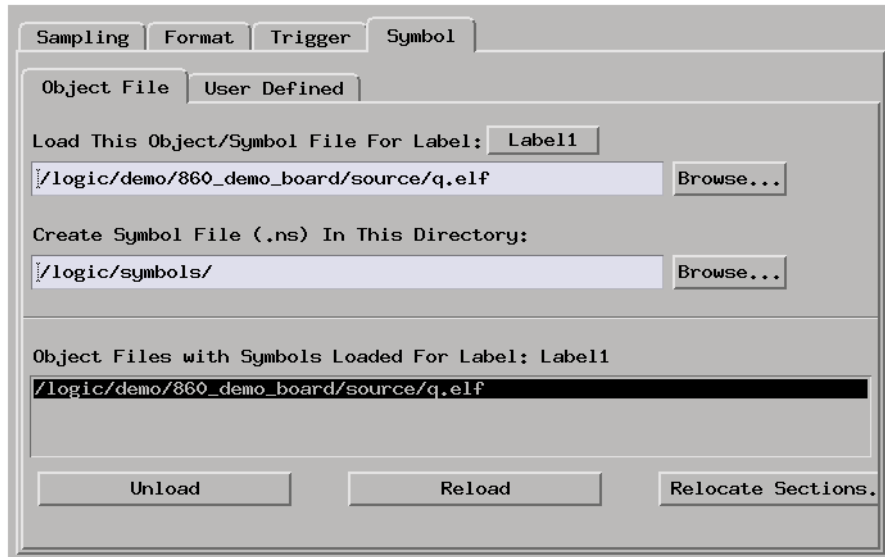 Sampling Format Trigger Symbol
Object File User Defined
Load This Object/Symbol File For Label: Label1
/logic/demo/860_demo_board/source/q.elf Browse...
Create Symbol File (.ns) In This Directory:
/logic/symbols/ Browse...
Object Files with Symbols Loaded For Label: Label1
/logic/demo/860_demo_board/source/q.elf
Unload Reload Relocate Sections.